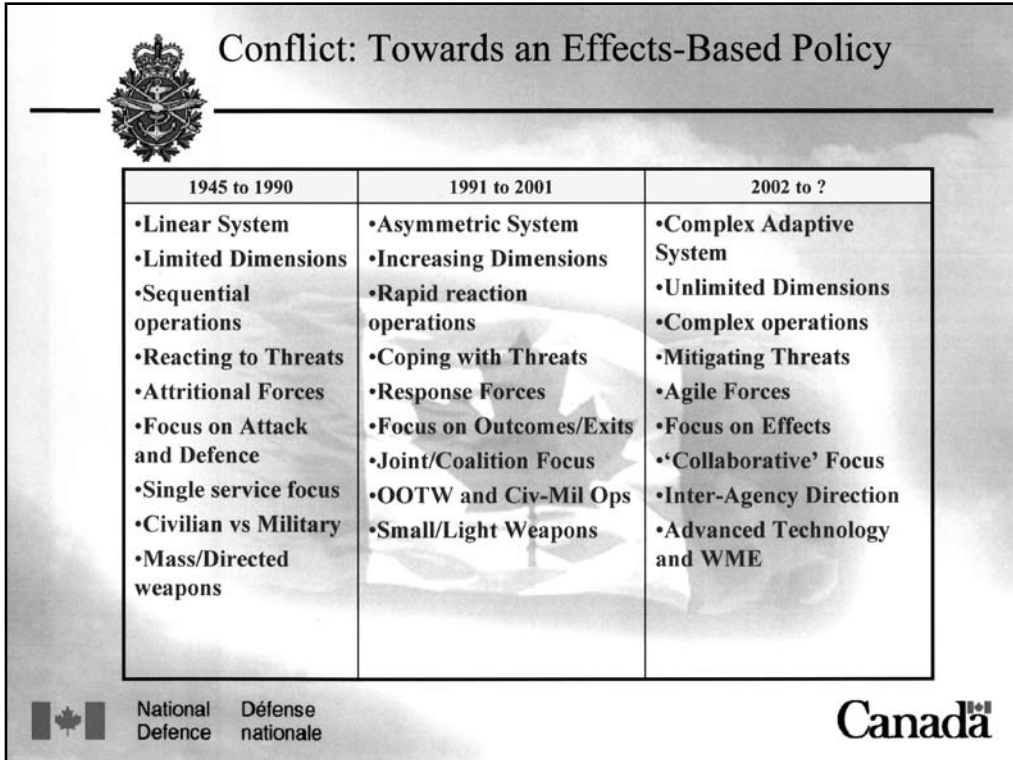 Conflict: Towards an Effects-Based Policy
1945 to 1990
•Linear System
•Limited Dimensions
•Sequential
operations
•Reacting to Threats
•Attritional Forces
•Focus on Attack
and Defence
•Single service focus
•Civilian vs Military
•Mass/Directed
weapons
1991 to 2001
•Asymmetric System
•Increasing Dimensions
•Rapid reaction
operations
•Coping with Threats
•Response Forces
•Focus on Outcomes/Exits
•Joint/Coalition Focus
•OOTW and Civ-Mil Ops
•Small/Light Weapons
2002 to ?
•Complex Adaptive
System
•Unlimited Dimensions
•Complex operations
•Mitigating Threats
•Agile Forces
•Focus on Effects
•‘Collaborative’ Focus
•Inter-Agency Direction
•Advanced Technology
and WME
National Défense
Defence nationale
Canada